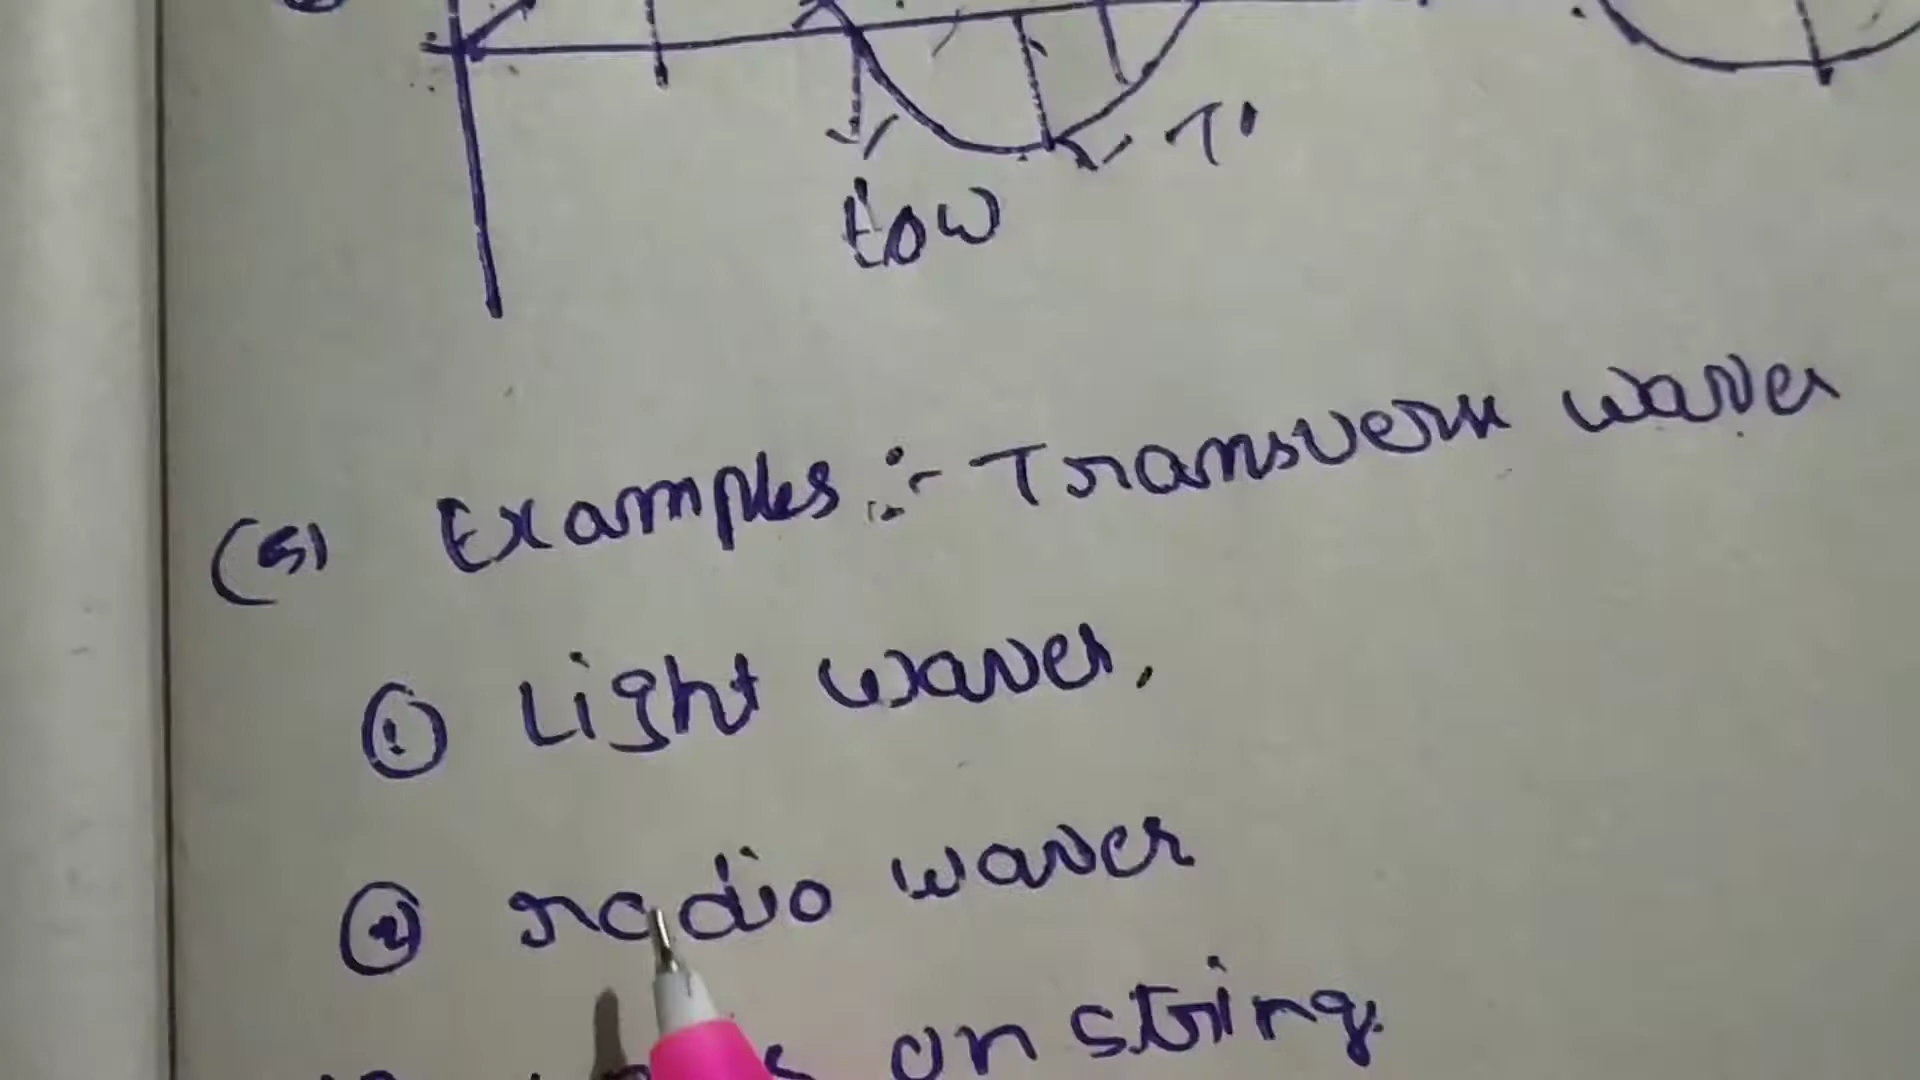 T'
Low
(5) Examples :- Transverse waves
① Light waves.
② radio waves
on string.